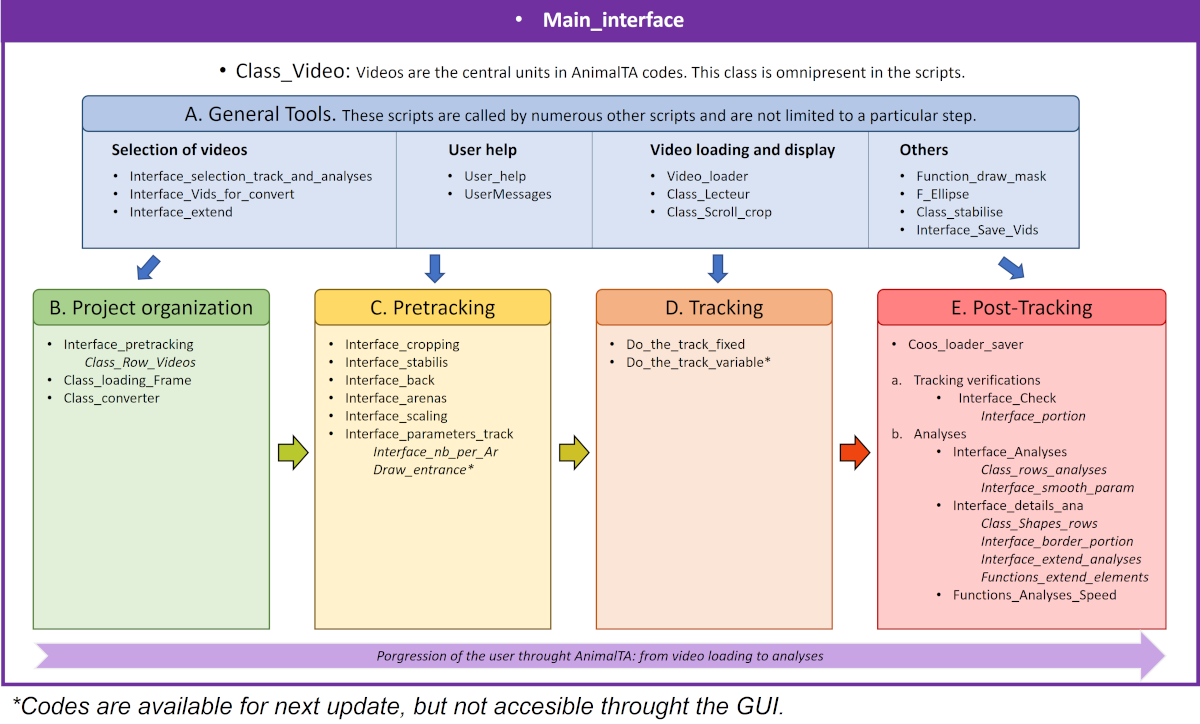 • Main_interface
• Class_Video: Videos are the central units in AnimalTA codes. This class is omnipresent in the scripts.
A. General Tools. These scripts are called by numerous other scripts and are not limited to a particular step.
Selection of videos
• Interface_selection_track_and_analyses
• Interface_Vids_for_convert
• Interface_extend
User help
• User_help
• UserMessages
Video loading and display
• Video_loader
• Class_Lecteur
• Class_Scroll_crop
Others
• Function_draw_mask
• F_Ellipse
• Class_stabilise
• Interface_Save_Vids
B. Project organization
• Interface_pretracking
Class_Row_Videos
• Class_loading_Frame
• Class_converter
C. Pretracking
• Interface_cropping
• Interface_stabilis
• Interface_back
• Interface_arenas
• Interface_scaling
• Interface_parameters_track
Interface_nb_per_Ar
Draw_entrance*
D. Tracking
• Do_the_track_fixed
• Do_the_track_variable*
E. Post-Tracking
• Coos_loader_saver
a. Tracking verifications
• Interface_Check
Interface_portion
b. Analyses
• Interface_Analyses
Class_rows_analyses
Interface_smooth_param
• Interface_details_ana
Class_Shapes_rows
Interface_border_portion
Interface_extend_analyses
Functions_extend_elements
• Functions_Analyses_Speed
Porgression of the user throught AnimalTA: from video loading to analyses
*Codes are available for next update, but not accesible throught the GUI.